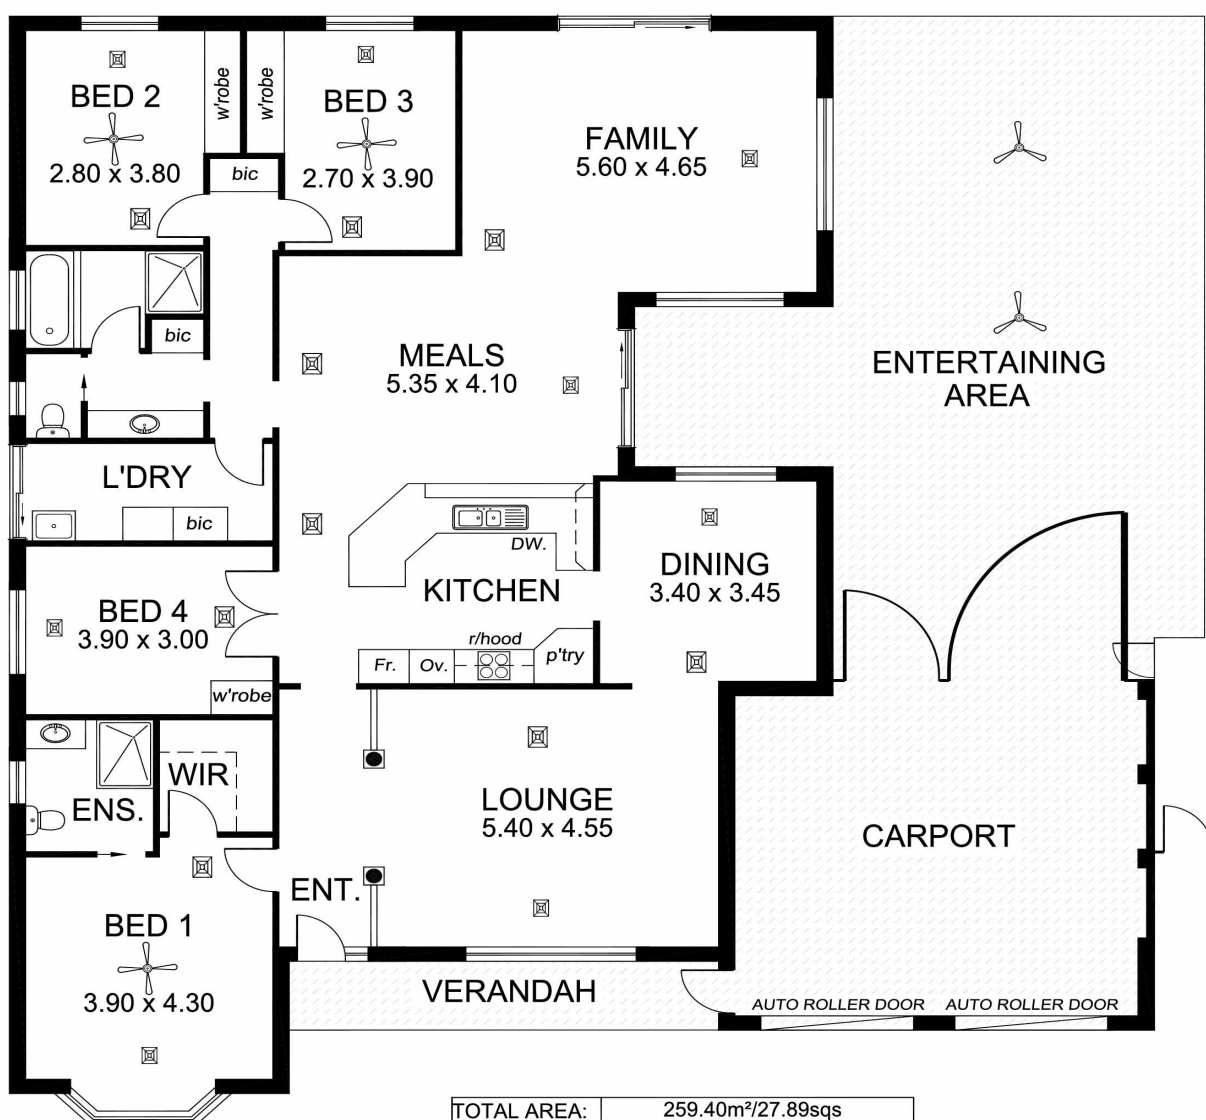 BED 2
2.80 x 3.80
w'robe
w'robe
BED 3
2.70 x 3.90
bic
FAMILY
5.60 x 4.65
bic
MEALS
5.35 x 4.10
ENTERTAINING
AREA
L'DRY
bic
DW.
KITCHEN
DINING
3.40 x 3.45
BED 4
3.90 x 3.00
r/hood
Fr.
Ov.
p'try
w'robe
WIR
ENS.
LOUNGE
5.40 x 4.55
CARPORT
ENT.
BED 1
3.90 x 4.30
VERANDAH
AUTO ROLLER DOOR
AUTO ROLLER DOOR
TOTAL AREA: 259.40m²/27.89sqs